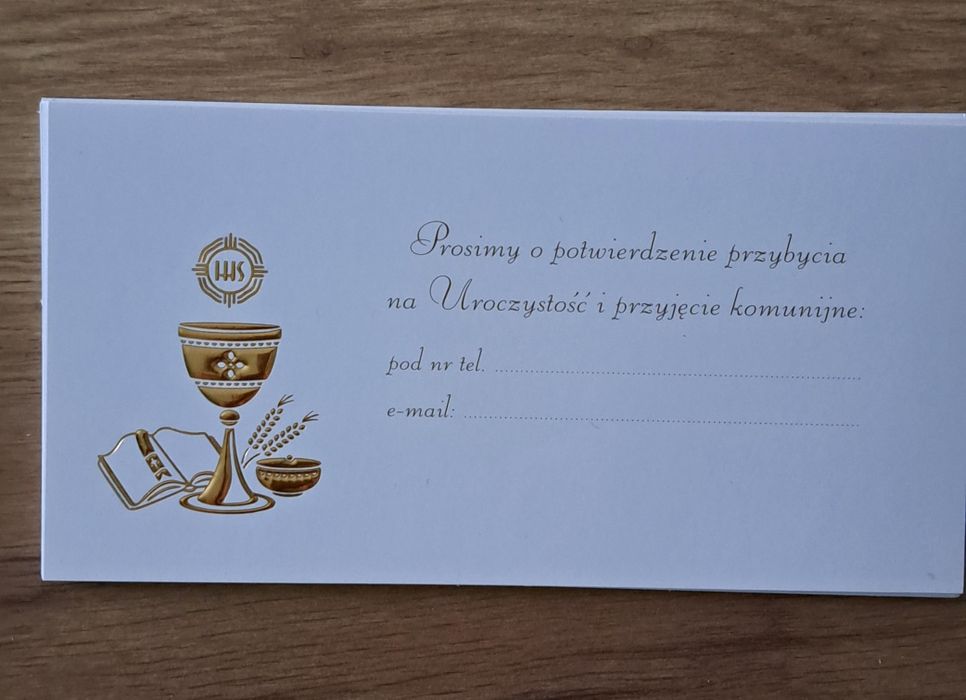 IHS
Prosimy o potwierdzenie przybycia
na Uroczystość i przyjęcie komunijne:
pod nr tel. ........................................
e-mail: ........................................